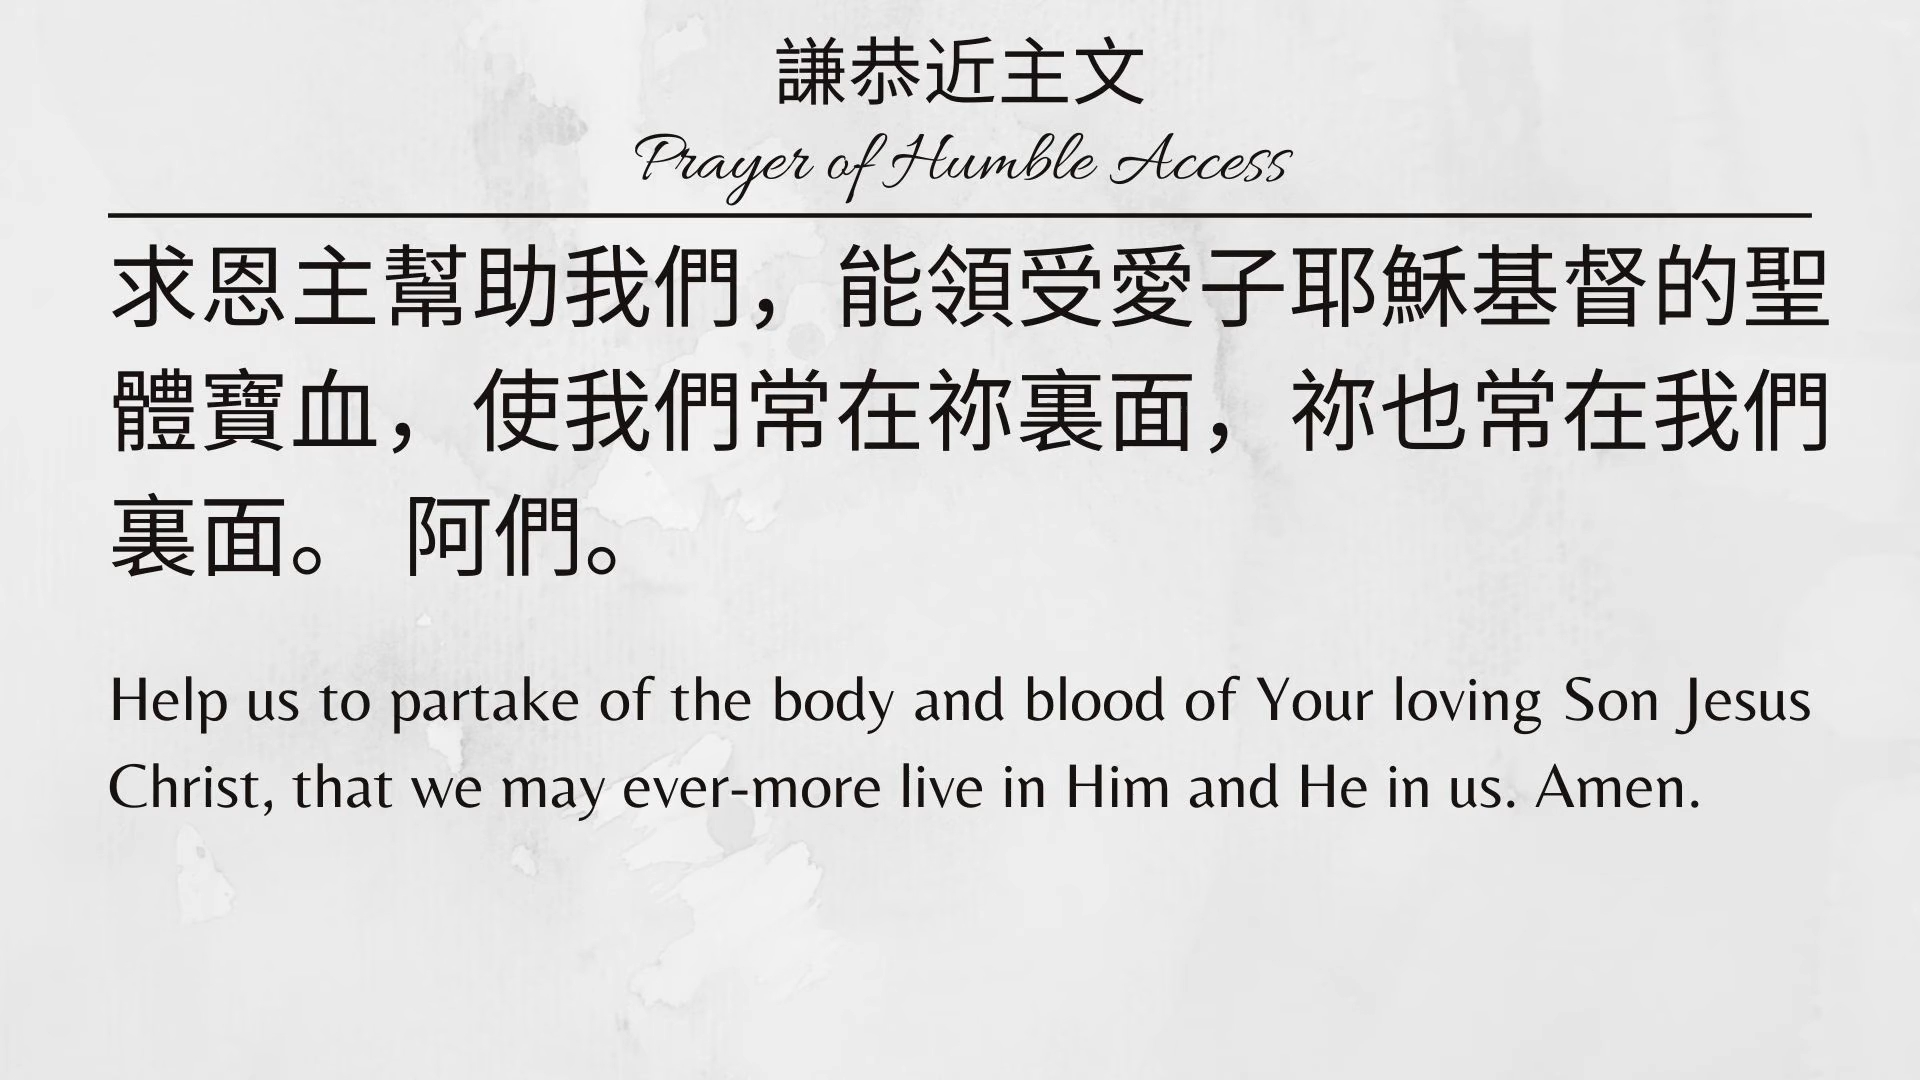 謙恭近主文
Prayer of Humble Access
求恩主幫助我們，能領受愛子耶穌基督的聖
體寶血，使我們常在祢裏面，祢也常在我們
裏面。 阿們。
Help us to partake of the body and blood of Your loving Son Jesus
Christ, that we may ever-more live in Him and He in us. Amen.